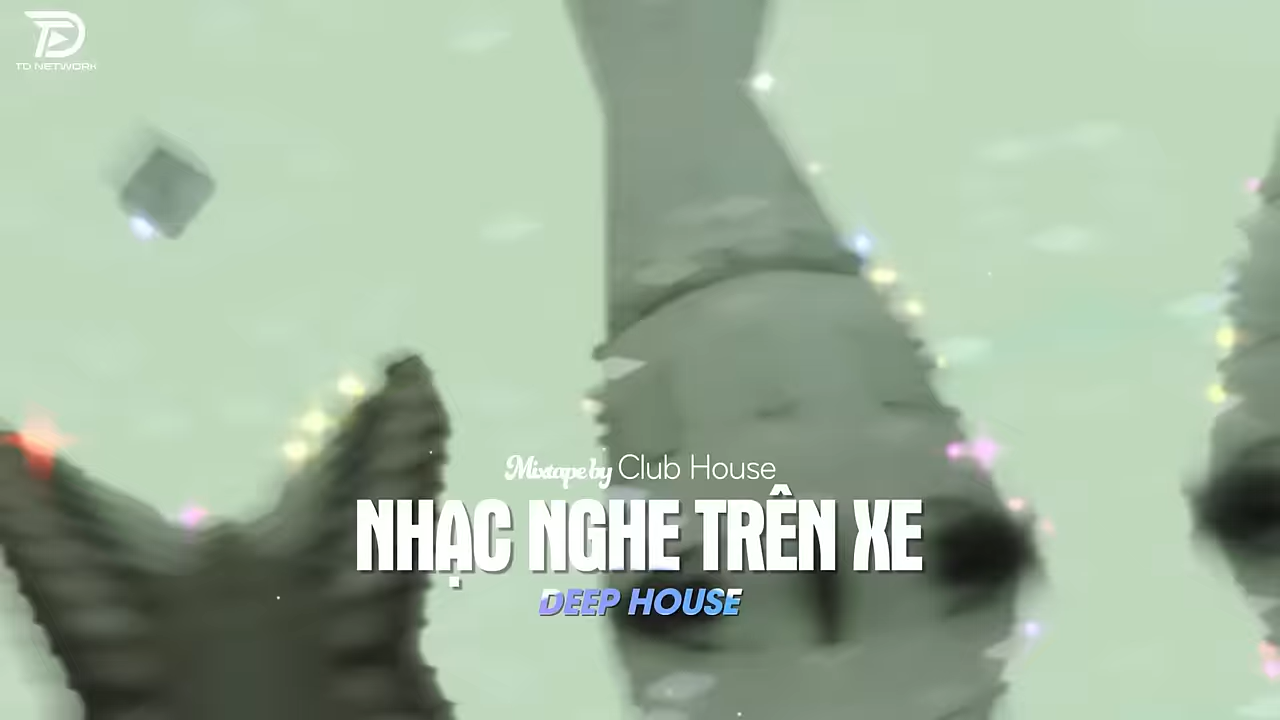 TD NETWORK
Mixtape by Club House
NHẠC NGHE TRÊN XE
DEEP HOUSE